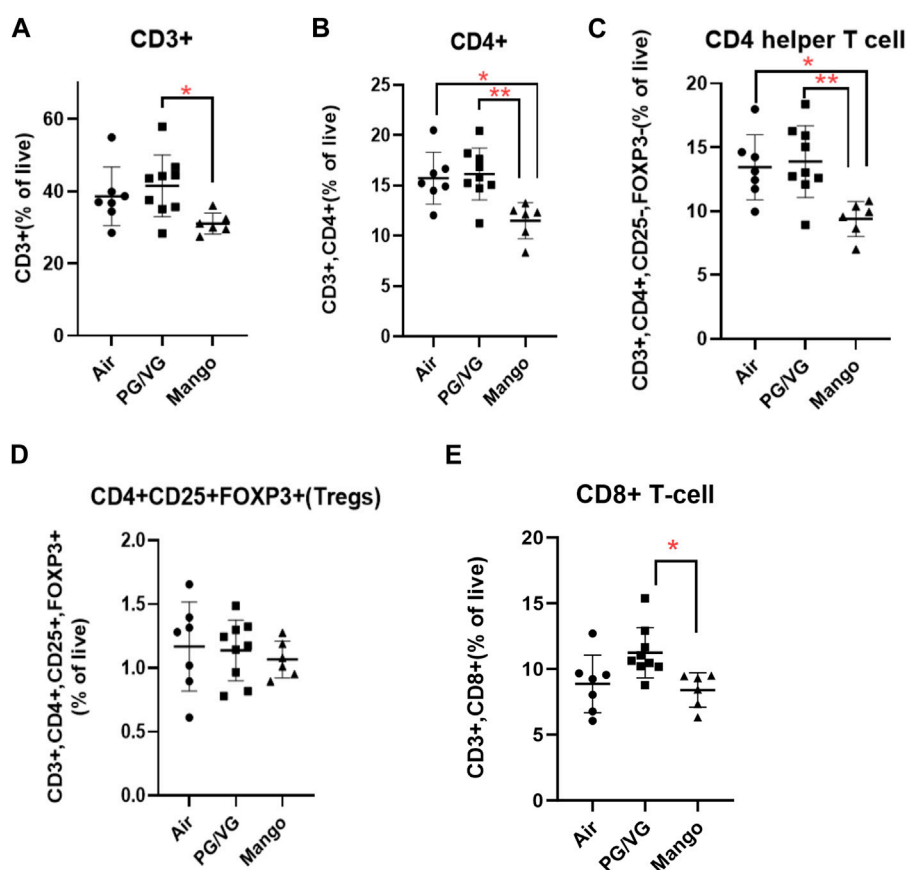 A
CD3+
CD3+(% of live)
60
40
20
0
*
Air
PG/VG
Mango
B
CD4+
CD3+,CD4+(% of live)
25
20
15
10
5
0
*
**
Air
PG/VG
Mango
C
CD4 helper T cell
CD3+,CD4+,CD25-,FOXP3-(% of live)
20
15
10
5
0
*
**
Air
PG/VG
Mango
D
CD4+CD25+FOXP3+(Tregs)
CD3+,CD4+,CD25+,FOXP3+
(% of live)
2.0
1.5
1.0
0.5
0.0
Air
PG/VG
Mango
E
CD8+ T-cell
CD3+,CD8+(% of live)
20
15
10
5
0
*
Air
PG/VG
Mango